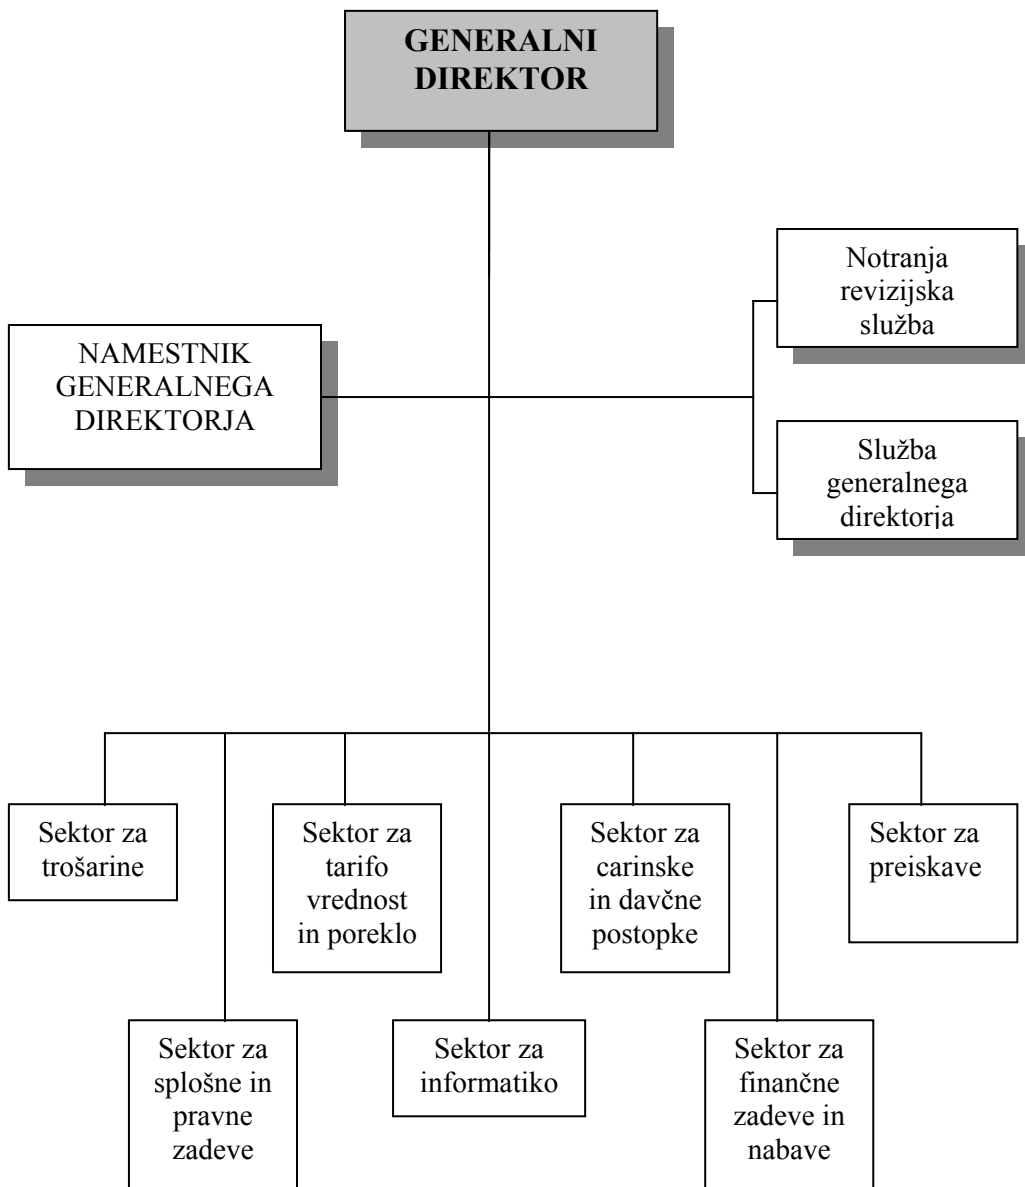 GENERALNI
DIREKTOR
Notranja
revizijska
služba
NAMESTNIK
GENERALNEGA
DIREKTORJA
Služba
generalnega
direktorja
Sektor za
trošarine
Sektor za
tarifo
vrednost
in poreklo
Sektor za
carinske
in davčne
postopke
Sektor za
preiskave
Sektor za
splošne in
pravne
zadeve
Sektor za
informatiko
Sektor za
finančne
zadeve in
nabave